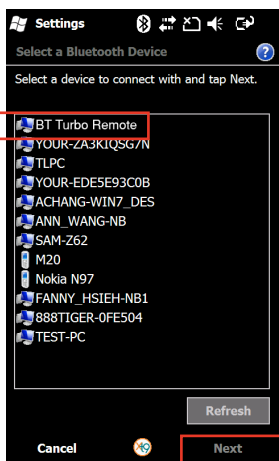 Settings
Select a Bluetooth Device
Select a device to connect with and tap Next.
BT Turbo Remote
YOUR-ZA3KIQSG7N
TLPC
YOUR-EDE5E93C0B
ACHANG-WIN7_DES
ANN_WANG-NB
SAM-Z62
M20
Nokia N97
FANNY_HSIEH-NB1
888TIGER-0FE504
TEST-PC
Refresh
Cancel
Next